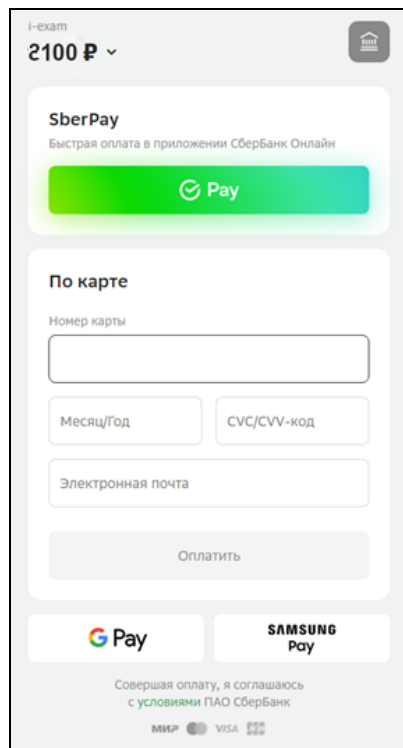 i-exam
2100 ₽
SberPay
Быстрая оплата в приложении СберБанк Онлайн
Pay
По карте
Номер карты
Месяц/Год
CVC/CVV-код
Электронная почта
Оплатить
G Pay
SAMSUNG
Pay
Совершая оплату, я соглашаюсь
с условиями ПАО СберБанк
МИР VISA